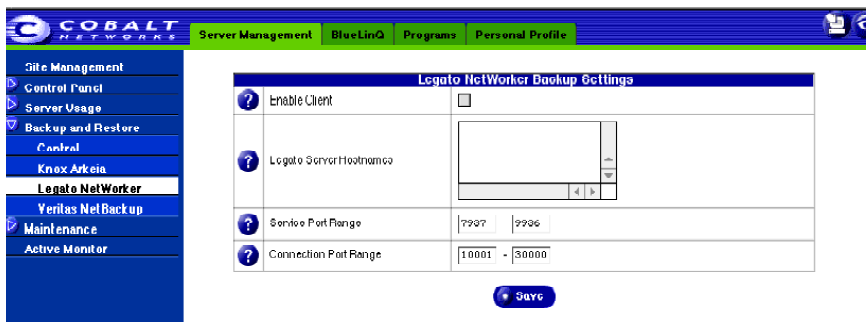 COBALT
NETWORKS
Server Management
BlueLinQ
Programs
Personal Profile
Site Management
Control Panel
Server Usage
Backup and Restore
Control
Knox Arkeia
Legato NetWorker
Veritas NetBackup
Maintenance
Active Monitor
Legato NetWorker Backup Settings
? Enable Client
? Legato Server Hostnames
? Service Port Range 7937 9936
? Connection Port Range 10001 - 30000
Save